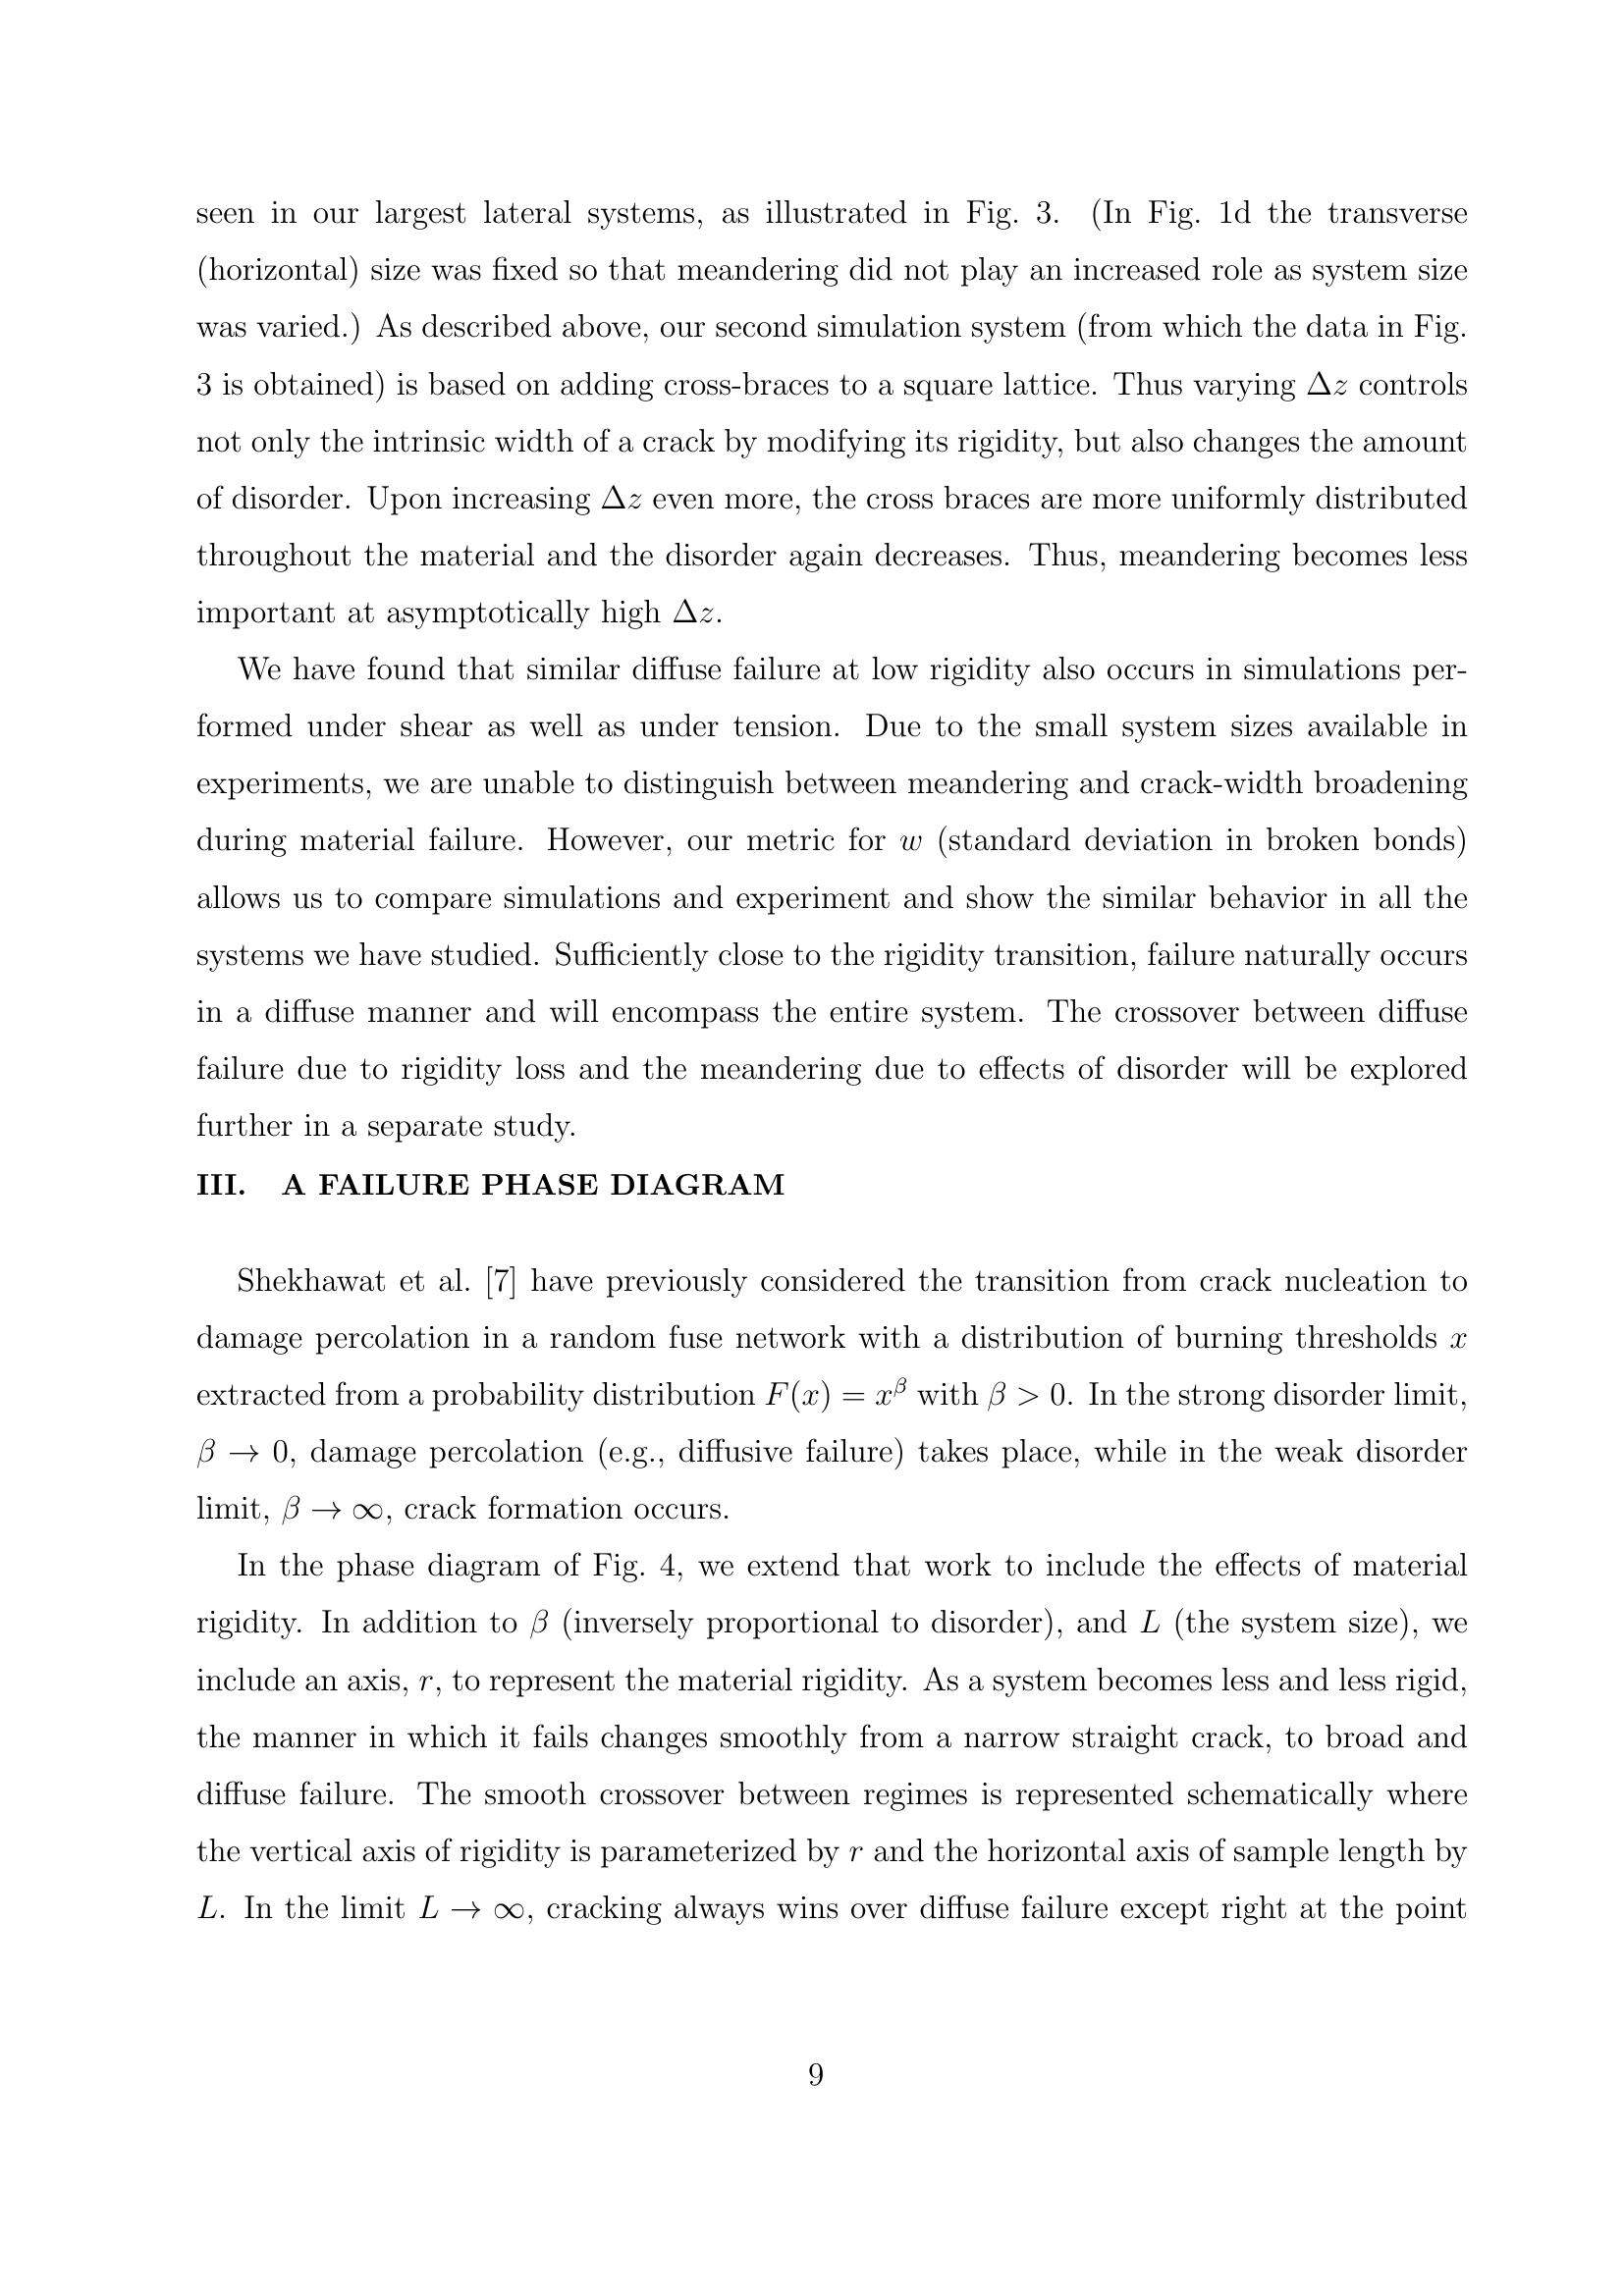 seen in our largest lateral systems, as illustrated in Fig. 3. (In Fig. 1d the transverse
(horizontal) size was fixed so that meandering did not play an increased role as system size
was varied.) As described above, our second simulation system (from which the data in Fig.
3 is obtained) is based on adding cross-braces to a square lattice. Thus varying Δz controls
not only the intrinsic width of a crack by modifying its rigidity, but also changes the amount
of disorder. Upon increasing Δz even more, the cross braces are more uniformly distributed
throughout the material and the disorder again decreases. Thus, meandering becomes less
important at asymptotically high Δz.
We have found that similar diffuse failure at low rigidity also occurs in simulations per-
formed under shear as well as under tension. Due to the small system sizes available in
experiments, we are unable to distinguish between meandering and crack-width broadening
during material failure. However, our metric for w (standard deviation in broken bonds)
allows us to compare simulations and experiment and show the similar behavior in all the
systems we have studied. Sufficiently close to the rigidity transition, failure naturally occurs
in a diffuse manner and will encompass the entire system. The crossover between diffuse
failure due to rigidity loss and the meandering due to effects of disorder will be explored
further in a separate study.
III. A FAILURE PHASE DIAGRAM
Shekhawat et al. [7] have previously considered the transition from crack nucleation to
damage percolation in a random fuse network with a distribution of burning thresholds x
extracted from a probability distribution F(x) = x^β with β > 0. In the strong disorder limit,
β → 0, damage percolation (e.g., diffusive failure) takes place, while in the weak disorder
limit, β → ∞, crack formation occurs.
In the phase diagram of Fig. 4, we extend that work to include the effects of material
rigidity. In addition to β (inversely proportional to disorder), and L (the system size), we
include an axis, r, to represent the material rigidity. As a system becomes less and less rigid,
the manner in which it fails changes smoothly from a narrow straight crack, to broad and
diffuse failure. The smooth crossover between regimes is represented schematically where
the vertical axis of rigidity is parameterized by r and the horizontal axis of sample length by
L. In the limit L → ∞, cracking always wins over diffuse failure except right at the point
9